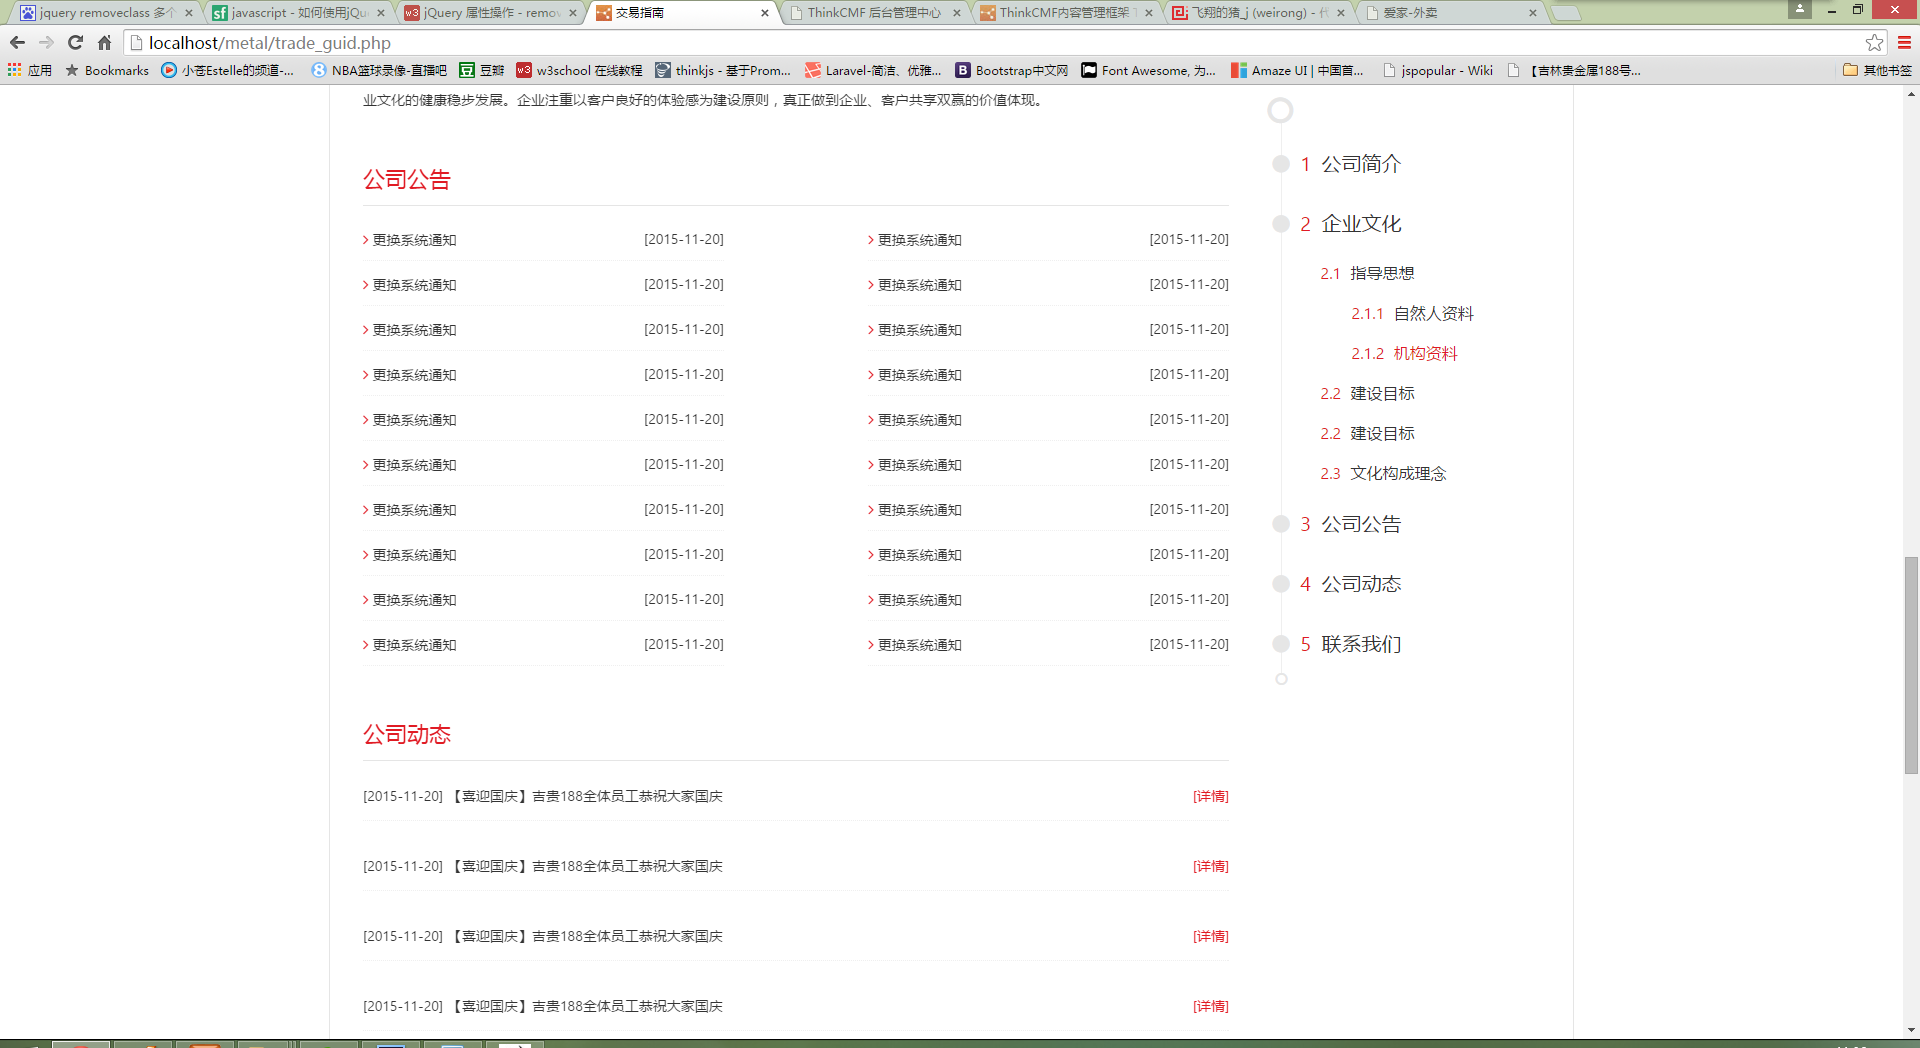 jquery removeclass 多个
javascript - 如何使用jQu
jQuery 属性操作 - remov
交易指南
ThinkCMF 后台管理中心
ThinkCMF内容管理框架
飞翔的猪_j (weirong) - 代
爱家-外卖
localhost/metal/trade_guid.php
应用
Bookmarks
小苍Estelle的频道-...
NBA篮球录像-直播吧
豆瓣
w3school 在线教程
thinkjs - 基于Prom...
Laravel-简洁、优雅...
Bootstrap中文网
Font Awesome, 为...
Amaze UI | 中国首...
jspopular - Wiki
【吉林贵金属188号...
其他书签
业文化的健康稳步发展。企业注重以客户良好的体验感为建设原则，真正做到企业、客户共享双赢的价值体现。
公司公告
更换系统通知 [2015-11-20] 更换系统通知 [2015-11-20]
更换系统通知 [2015-11-20] 更换系统通知 [2015-11-20]
更换系统通知 [2015-11-20] 更换系统通知 [2015-11-20]
更换系统通知 [2015-11-20] 更换系统通知 [2015-11-20]
更换系统通知 [2015-11-20] 更换系统通知 [2015-11-20]
更换系统通知 [2015-11-20] 更换系统通知 [2015-11-20]
更换系统通知 [2015-11-20] 更换系统通知 [2015-11-20]
更换系统通知 [2015-11-20] 更换系统通知 [2015-11-20]
更换系统通知 [2015-11-20] 更换系统通知 [2015-11-20]
更换系统通知 [2015-11-20] 更换系统通知 [2015-11-20]
公司动态
[2015-11-20] 【喜迎国庆】吉贵188全体员工恭祝大家国庆 [详情]
[2015-11-20] 【喜迎国庆】吉贵188全体员工恭祝大家国庆 [详情]
[2015-11-20] 【喜迎国庆】吉贵188全体员工恭祝大家国庆 [详情]
[2015-11-20] 【喜迎国庆】吉贵188全体员工恭祝大家国庆 [详情]
1 公司简介
2 企业文化
2.1 指导思想
2.1.1 自然人资料
2.1.2 机构资料
2.2 建设目标
2.2 建设目标
2.3 文化构成理念
3 公司公告
4 公司动态
5 联系我们